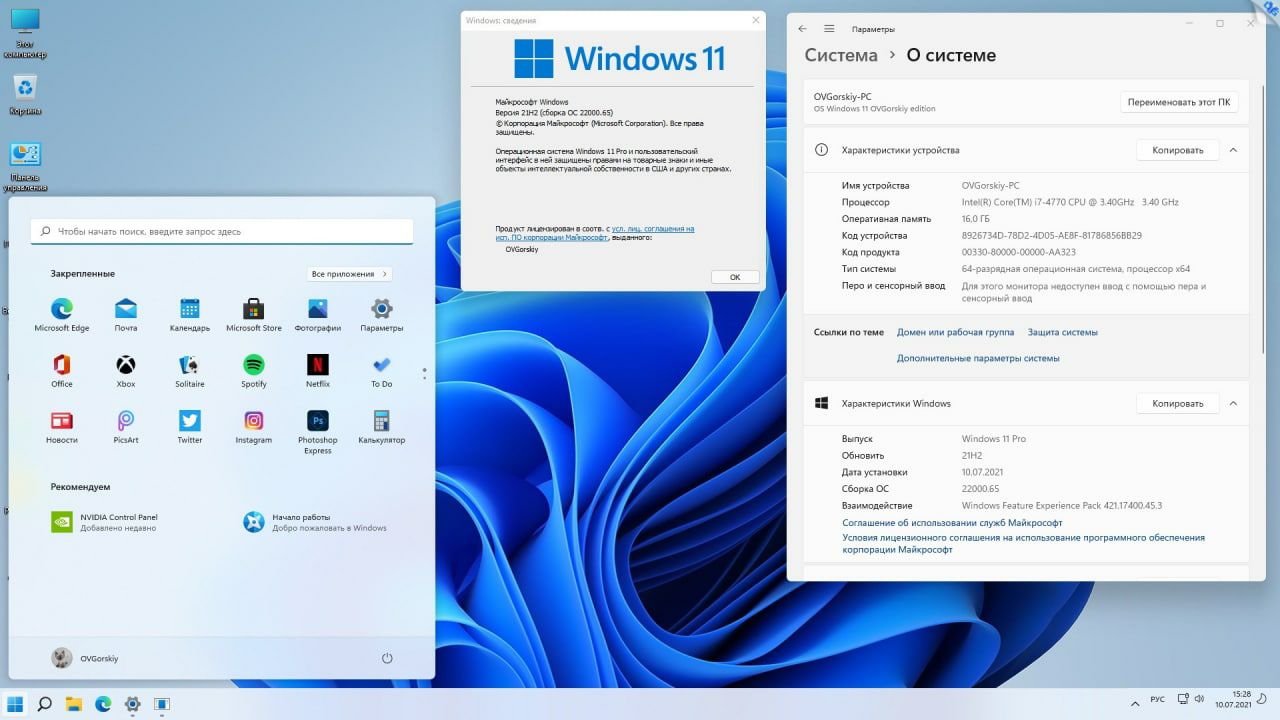 Этот
компьютер
Корзина
Панель
управления
Чтобы начать поиск, введите запрос здесь
Закрепленные
Все приложения
Microsoft Edge
Почта
Календарь
Microsoft Store
Фотографии
Параметры
Office
Xbox
Solitaire
Spotify
Netflix
To Do
Новости
PicsArt
Twitter
Instagram
Photoshop
Express
Калькулятор
Рекомендуем
NVIDIA Control Panel
Добавлено недавно
Начало работы
Добро пожаловать в Windows
OVGorskiy
Windows: сведения
Windows 11
Майкрософт Windows
Версия 21H2 (сборка ОС 22000.65)
© Корпорация Майкрософт (Microsoft Corporation). Все права
защищены.
Операционная система Windows 11 Pro и пользовательский
интерфейс в ней защищены правами на товарные знаки и иные
объекты интеллектуальной собственности в США и других странах.
Продукт лицензирован в соотв. с усл. лиц. соглашения на
исп. ПО корпорации Майкрософт, выданного:
OVGorskiy
ОК
Параметры
Система › О системе
OVGorskiy-PC
OS Windows 11 OVGorskiy edition
Переименовать этот ПК
Характеристики устройства
Копировать
Имя устройства OVGorskiy-PC
Процессор Intel(R) Core(TM) i7-4770 CPU @ 3.40GHz 3.40 GHz
Оперативная память 16,0 ГБ
Код устройства 8926734D-78D2-4D05-AE8F-81786856BB29
Код продукта 00330-80000-00000-AA323
Тип системы 64-разрядная операционная система, процессор x64
Перо и сенсорный ввод Для этого монитора недоступен ввод с помощью пера и
сенсорный ввод
Ссылки по теме Домен или рабочая группа Защита системы
Дополнительные параметры системы
Характеристики Windows
Копировать
Выпуск Windows 11 Pro
Обновить 21H2
Дата установки 10.07.2021
Сборка ОС 22000.65
Взаимодействие Windows Feature Experience Pack 421.17400.45.3
Соглашение об использовании служб Майкрософт
Условия лицензионного соглашения на использование программного обеспечения
корпорации Майкрософт
РУС
15:28
10.07.2021